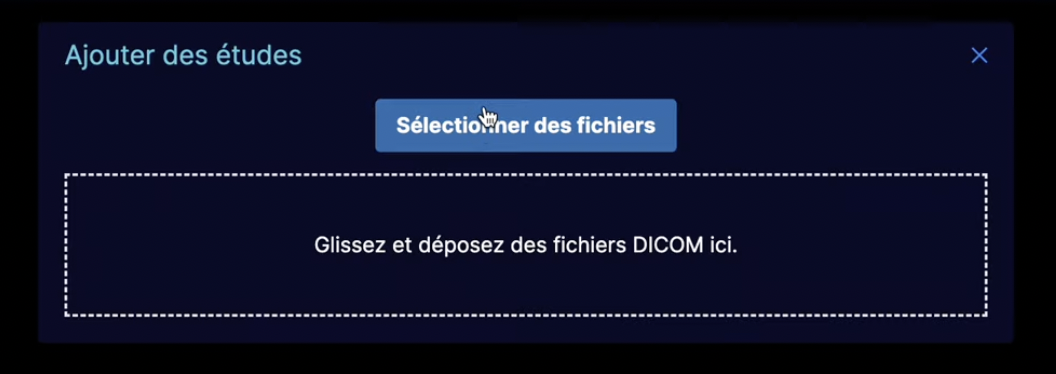 Ajouter des études
Sélectionner des fichiers
Glissez et déposez des fichiers DICOM ici.